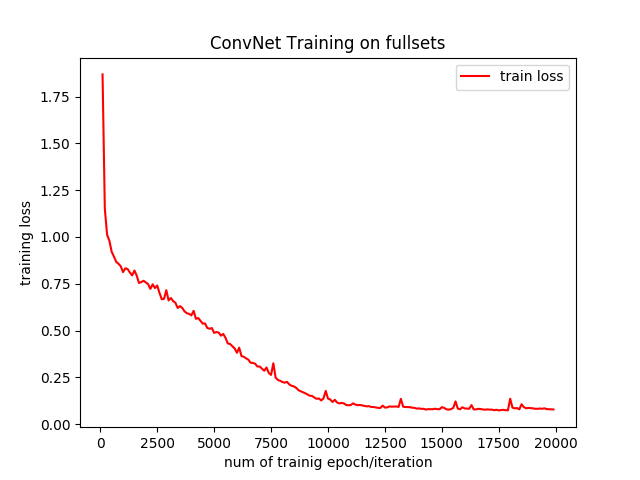 ConvNet Training on fullsets
train loss
training loss
1.75
1.50
1.25
1.00
0.75
0.50
0.25
0.00
0 2500 5000 7500 10000 12500 15000 17500 20000
num of trainig epoch/iteration